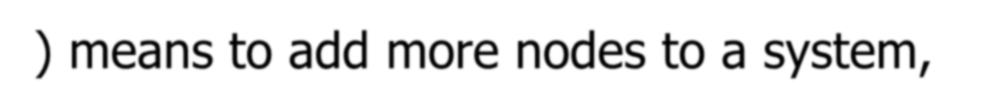 ) means to add more nodes to a system,